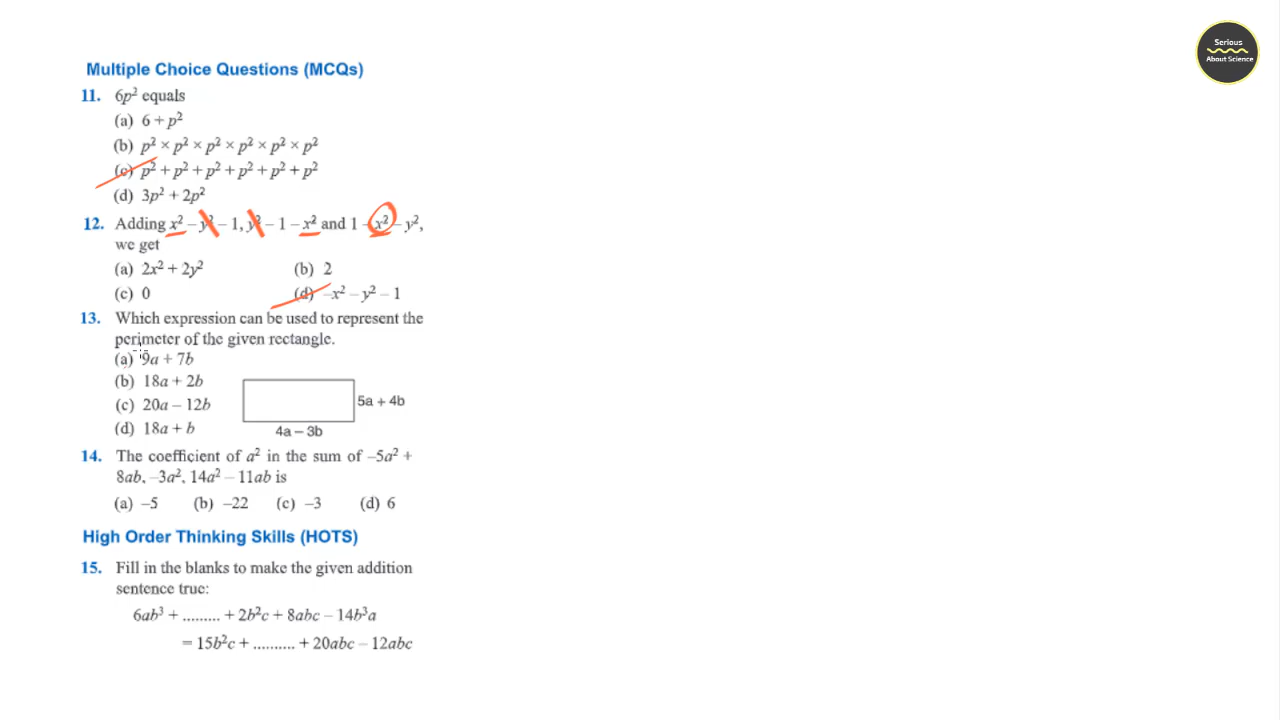 Serious
About Science
Multiple Choice Questions (MCQs)
11. 6p² equals
(a) 6 + p²
(b) p² × p² × p² × p² × p² × p²
(c) p² + p² + p² + p² + p² + p²
(d) 3p² + 2p²
12. Adding x² – y² – 1, y² – 1 – x² and 1 – x² – y²,
we get
(a) 2x² + 2y² (b) 2
(c) 0 (d) –x² – y² – 1
13. Which expression can be used to represent the
perimeter of the given rectangle.
(a) 9a + 7b
(b) 18a + 2b
(c) 20a – 12b
(d) 18a + b
5a + 4b
4a – 3b
14. The coefficient of a² in the sum of –5a² +
8ab, –3a², 14a² – 11ab is
(a) –5 (b) –22 (c) –3 (d) 6
High Order Thinking Skills (HOTS)
15. Fill in the blanks to make the given addition
sentence true:
6ab³ + ......... + 2b²c + 8abc – 14b³a
= 15b²c + .......... + 20abc – 12abc